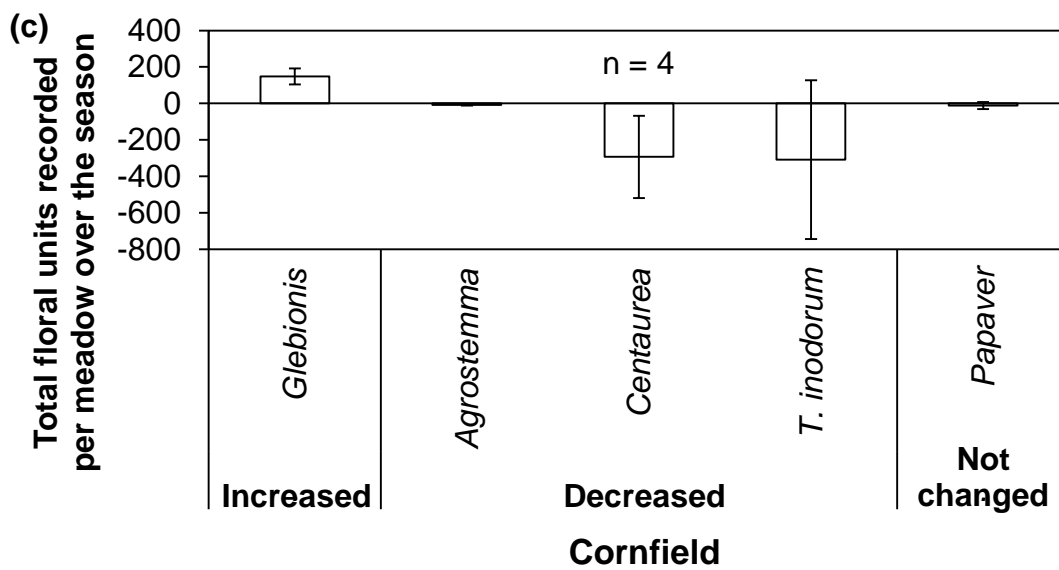 (c)
Total floral units recorded
per meadow over the season
400
200
0
-200
-400
-600
-800
n = 4
Glebionis
Agrostemma
Centaurea
T. inodorum
Papaver
Increased
Decreased
Not
changed
Cornfield